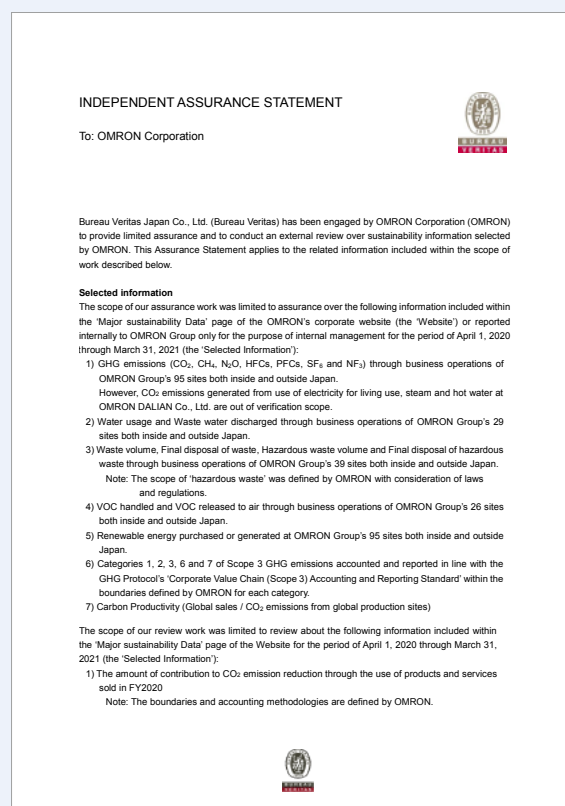 INDEPENDENT ASSURANCE STATEMENT
BUREAU
VERITAS
To: OMRON Corporation
Bureau Veritas Japan Co., Ltd. (Bureau Veritas) has been engaged by OMRON Corporation (OMRON)
to provide limited assurance and to conduct an external review over sustainability information selected
by OMRON. This Assurance Statement applies to the related information included within the scope of
work described below.
Selected information
The scope of our assurance work was limited to assurance over the following information included within
the ‘Major sustainability Data’ page of the OMRON’s corporate website (the ‘Website’) or reported
internally to OMRON Group only for the purpose of internal management for the period of April 1, 2020
through March 31, 2021 (the ‘Selected Information’):
1) GHG emissions (CO₂, CH₄, N₂O, HFCs, PFCs, SF₆ and NF₃) through business operations of
OMRON Group’s 95 sites both inside and outside Japan.
However, CO₂ emissions generated from use of electricity for living use, steam and hot water at
OMRON DALIAN Co., Ltd. are out of verification scope.
2) Water usage and Waste water discharged through business operations of OMRON Group’s 29
sites both inside and outside Japan.
3) Waste volume, Final disposal of waste, Hazardous waste volume and Final disposal of hazardous
waste through business operations of OMRON Group’s 39 sites both inside and outside Japan.
Note: The scope of ‘hazardous waste’ was defined by OMRON with consideration of laws
and regulations.
4) VOC handled and VOC released to air through business operations of OMRON Group’s 26 sites
both inside and outside Japan.
5) Renewable energy purchased or generated at OMRON Group’s 95 sites both inside and outside
Japan.
6) Categories 1, 2, 3, 6 and 7 of Scope 3 GHG emissions accounted and reported in line with the
GHG Protocol’s ‘Corporate Value Chain (Scope 3) Accounting and Reporting Standard’ within the
boundaries defined by OMRON for each category.
7) Carbon Productivity (Global sales / CO₂ emissions from global production sites)
The scope of our review work was limited to review about the following information included within
the ‘Major sustainability Data’ page of the Website for the period of April 1, 2020 through March 31,
2021 (the ‘Selected Information’):
1) The amount of contribution to CO₂ emission reduction through the use of products and services
sold in FY2020
Note: The boundaries and accounting methodologies are defined by OMRON.